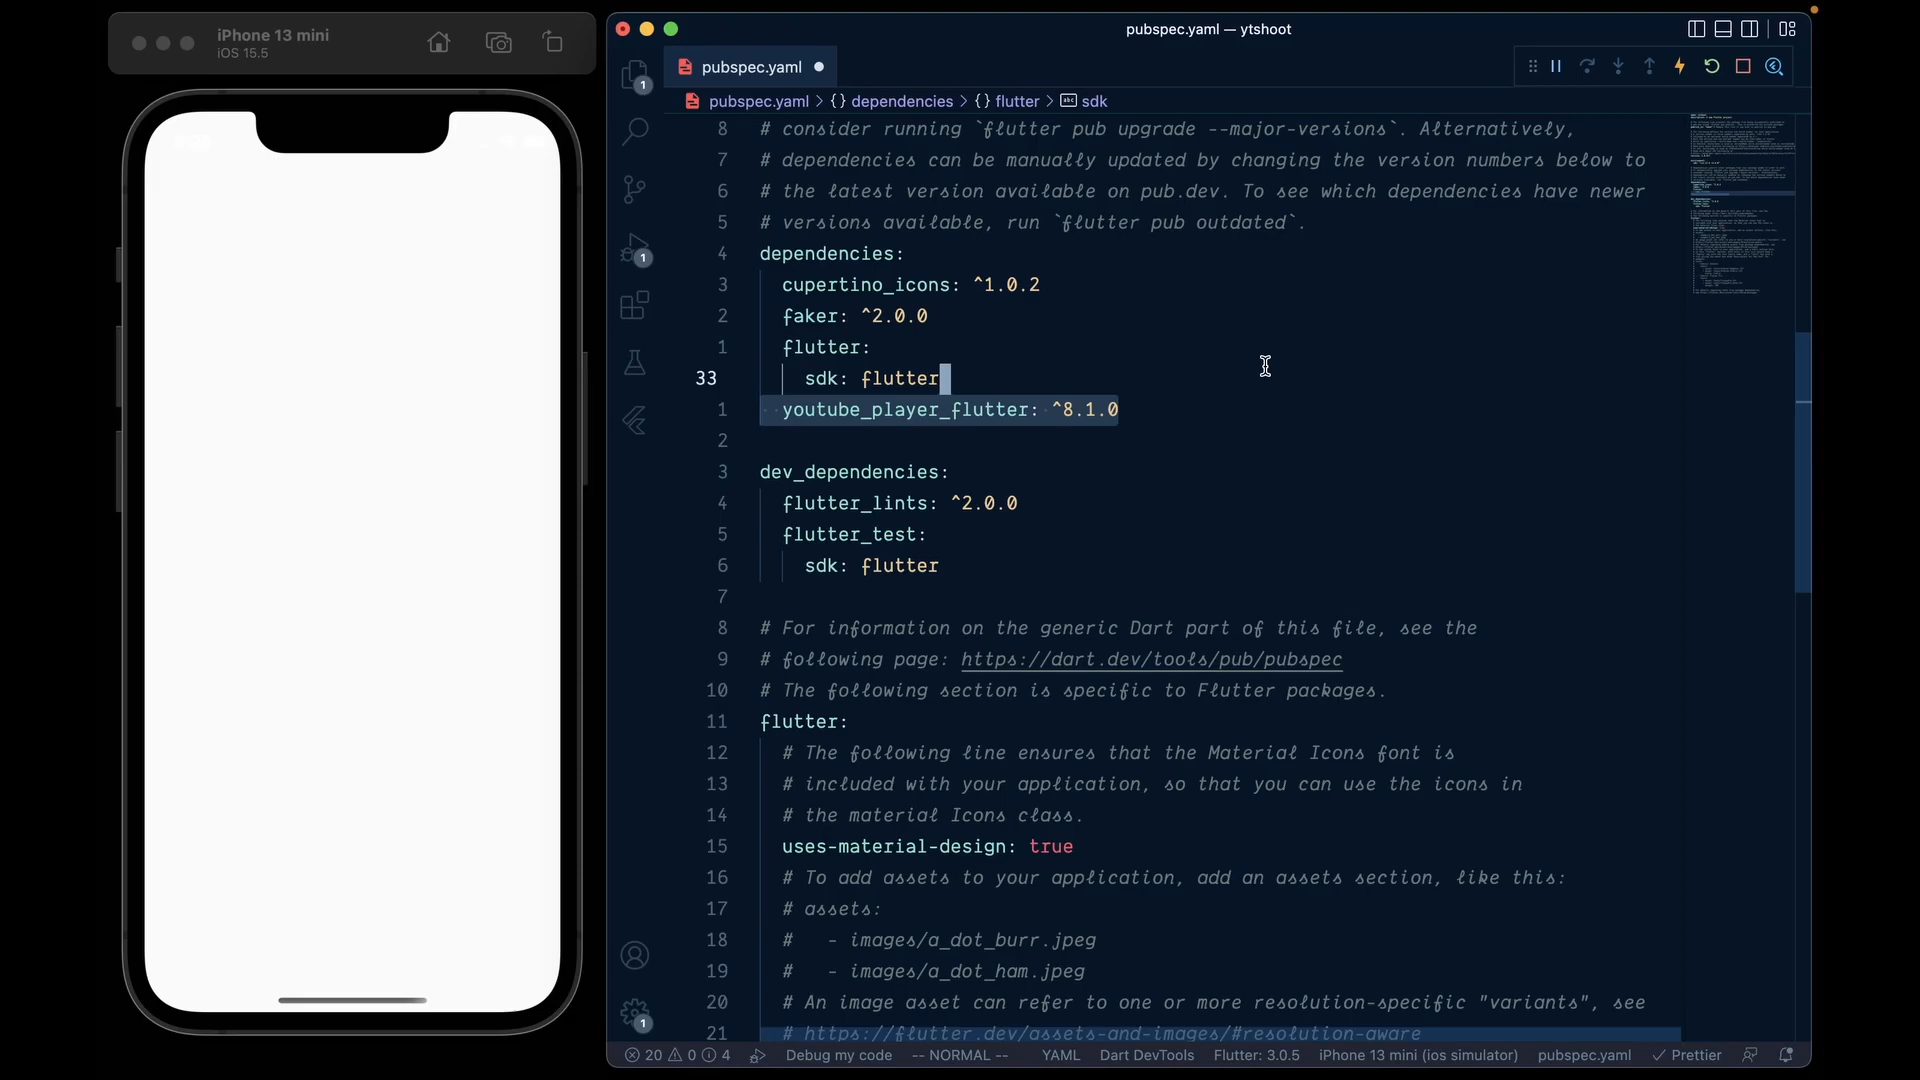 iPhone 13 mini
iOS 15.5
pubspec.yaml — ytshoot
pubspec.yaml
pubspec.yaml > {} dependencies > {} flutter > abc sdk
8 # consider running `flutter pub upgrade --major-versions`. Alternatively,
7 # dependencies can be manually updated by changing the version numbers below to
6 # the latest version available on pub.dev. To see which dependencies have newer
5 # versions available, run `flutter pub outdated`.
4 dependencies:
3 cupertino_icons: ^1.0.2
2 faker: ^2.0.0
1 flutter:
33 sdk: flutter
1 youtube_player_flutter: ^8.1.0
2
3 dev_dependencies:
4 flutter_lints: ^2.0.0
5 flutter_test:
6 sdk: flutter
7
8 # For information on the generic Dart part of this file, see the
9 # following page: https://dart.dev/tools/pub/pubspec
10 # The following section is specific to Flutter packages.
11 flutter:
12 # The following line ensures that the Material Icons font is
13 # included with your application, so that you can use the icons in
14 # the material Icons class.
15 uses-material-design: true
16 # To add assets to your application, add an assets section, like this:
17 # assets:
18 #   - images/a_dot_burr.jpeg
19 #   - images/a_dot_ham.jpeg
20 # An image asset can refer to one or more resolution-specific "variants", see
21 # https://flutter.dev/assets-and-images/#resolution-aware
1
1
1
20 0 4 Debug my code -- NORMAL -- YAML Dart DevTools Flutter: 3.0.5 iPhone 13 mini (ios simulator) pubspec.yaml ✓ Prettier